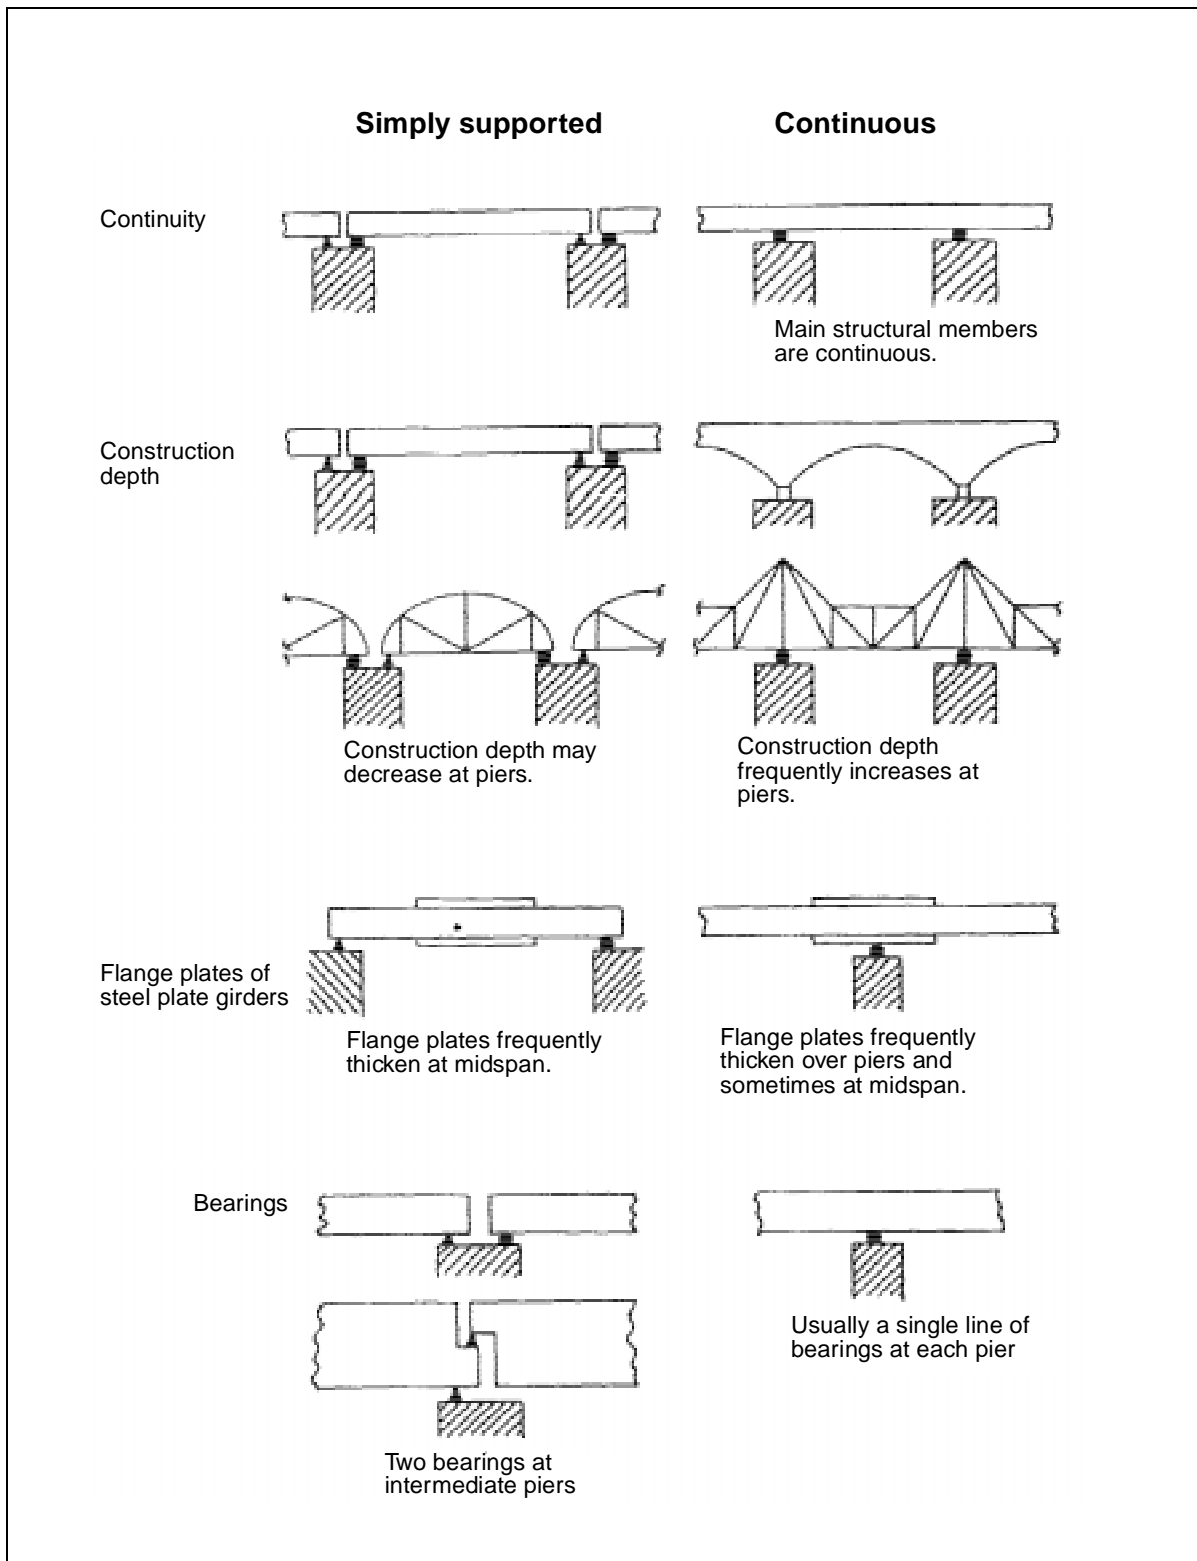 Simply supported
Continuous
Continuity
Main structural members
are continuous.
Construction
depth
Construction depth may
decrease at piers.
Construction depth
frequently increases at
piers.
Flange plates of
steel plate girders
Flange plates frequently
thicken at midspan.
Flange plates frequently
thicken over piers and
sometimes at midspan.
Bearings
Two bearings at
intermediate piers
Usually a single line of
bearings at each pier